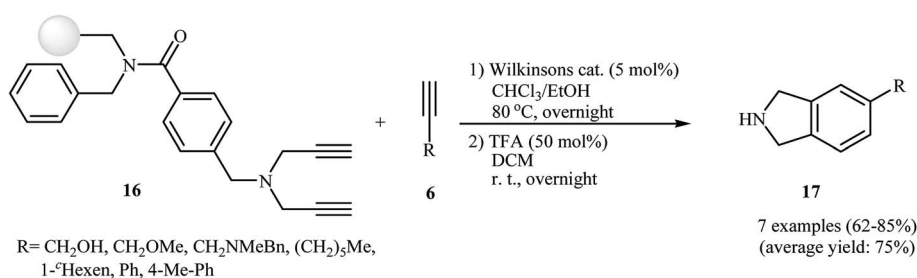 O
N
N
16
+
R
6
1) Wilkinsons cat. (5 mol%)
CHCl3/EtOH
80 °C, overnight
2) TFA (50 mol%)
DCM
r. t., overnight
R
HN
17
7 examples (62-85%)
(average yield: 75%)
R= CH2OH, CH2OMe, CH2NMeBn, (CH2)5Me,
1-cHexen, Ph, 4-Me-Ph